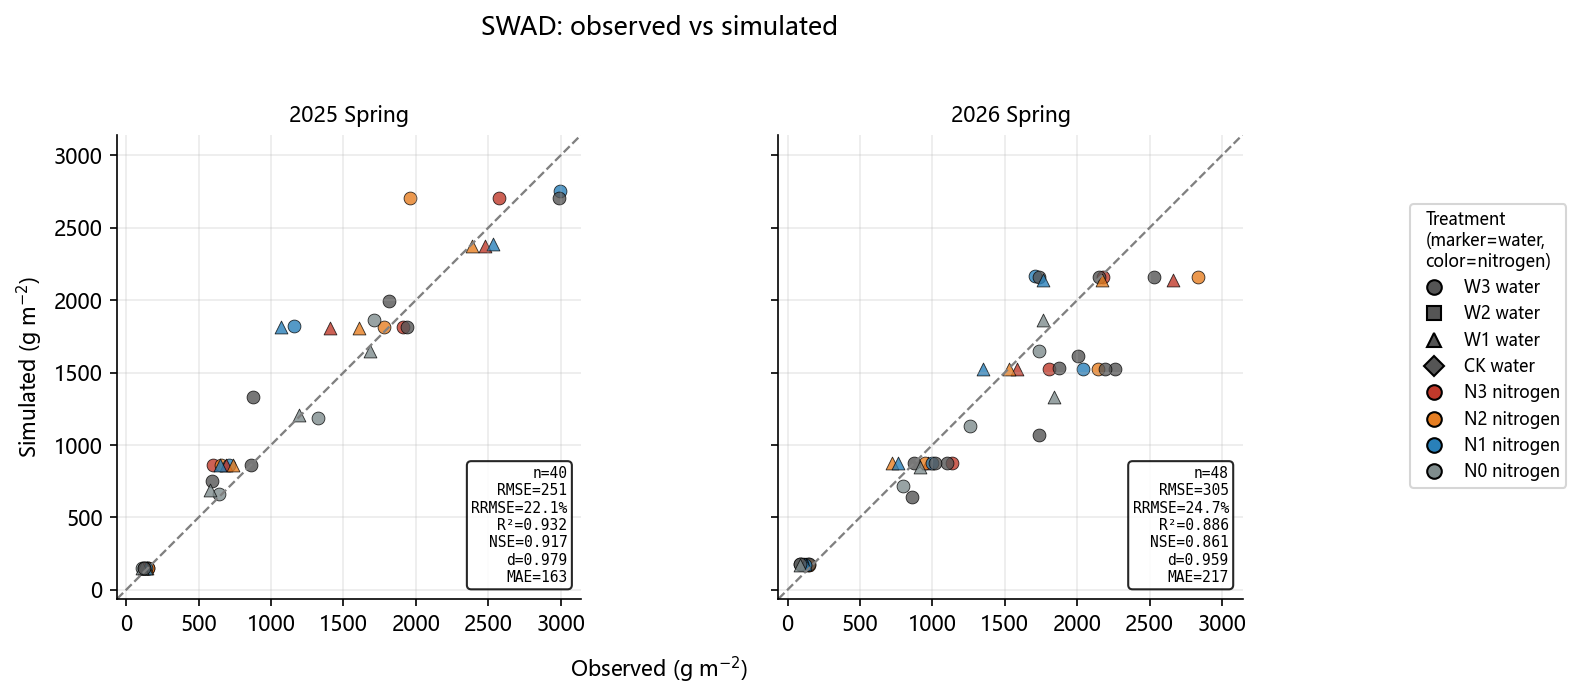 SWAD: observed vs simulated
2025 Spring
2026 Spring
Simulated (g m⁻²)
3000
2500
2000
1500
1000
500
0
0 500 1000 1500 2000 2500 3000
n=40
RMSE=251
RRMSE=22.1%
R²=0.932
NSE=0.917
d=0.979
MAE=163
0 500 1000 1500 2000 2500 3000
n=48
RMSE=305
RRMSE=24.7%
R²=0.886
NSE=0.861
d=0.959
MAE=217
Observed (g m⁻²)
Treatment
(marker=water,
color=nitrogen)
W3 water
W2 water
W1 water
CK water
N3 nitrogen
N2 nitrogen
N1 nitrogen
N0 nitrogen